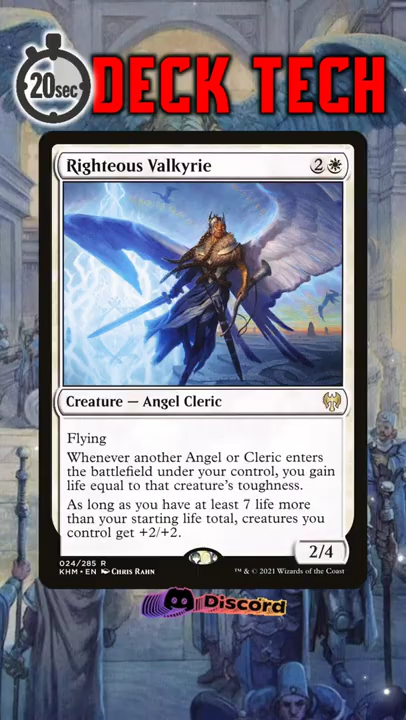 20sec
DECK TECH
Righteous Valkyrie 2
Creature — Angel Cleric
Flying
Whenever another Angel or Cleric enters
the battlefield under your control, you gain
life equal to that creature's toughness.
As long as you have at least 7 life more
than your starting life total, creatures you
control get +2/+2.
2/4
024/285 R
KHM • EN Chris Rahn
™ & © 2021 Wizards of the Coast
Discord